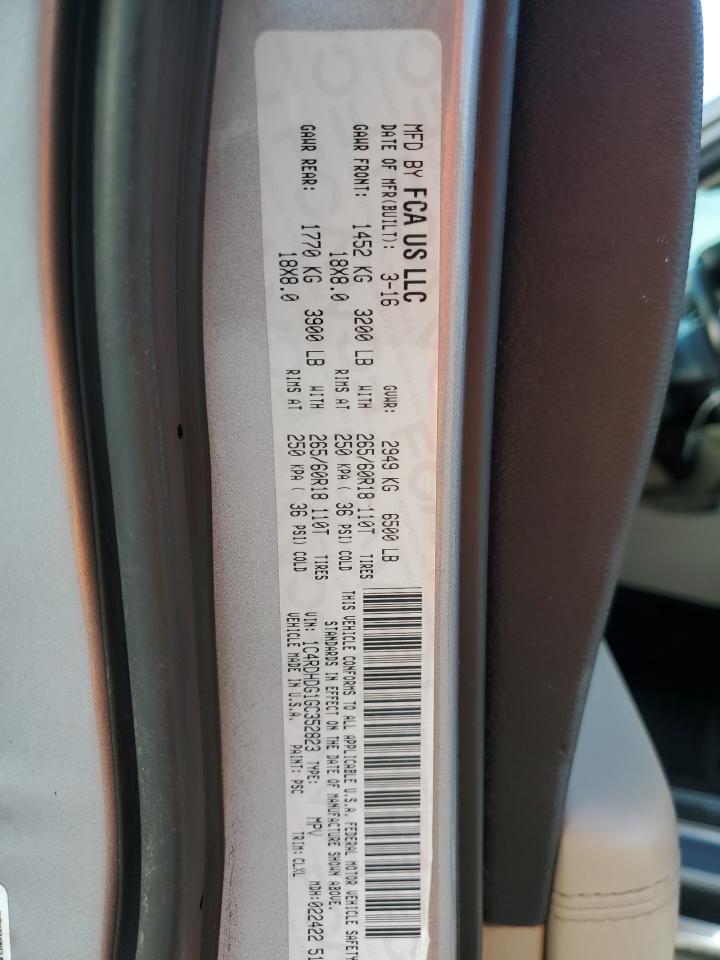 MFD BY FCA US LLC
DATE OF MFR(BUILT): 3-16 GVWR: 2949 KG 6500 LB
GAWR FRONT: 1452 KG 3200 LB WITH 265/60R18 110T TIRES
18X8.0 RIMS AT 250 KPA ( 36 PSI) COLD
GAWR REAR: 1770 KG 3900 LB WITH 265/60R18 110T TIRES
18X8.0 RIMS AT 250 KPA ( 36 PSI) COLD
THIS VEHICLE CONFORMS TO ALL APPLICABLE U.S.A. FEDERAL MOTOR VEHICLE SAFETY
STANDARDS IN EFFECT ON THE DATE OF MANUFACTURE SHOWN ABOVE.
VIN: 1C4RDHDG1GC352823 TYPE: MPV MDH:022422 51
VEHICLE MADE IN U.S.A. PAINT: PSC TRIM: CLXL